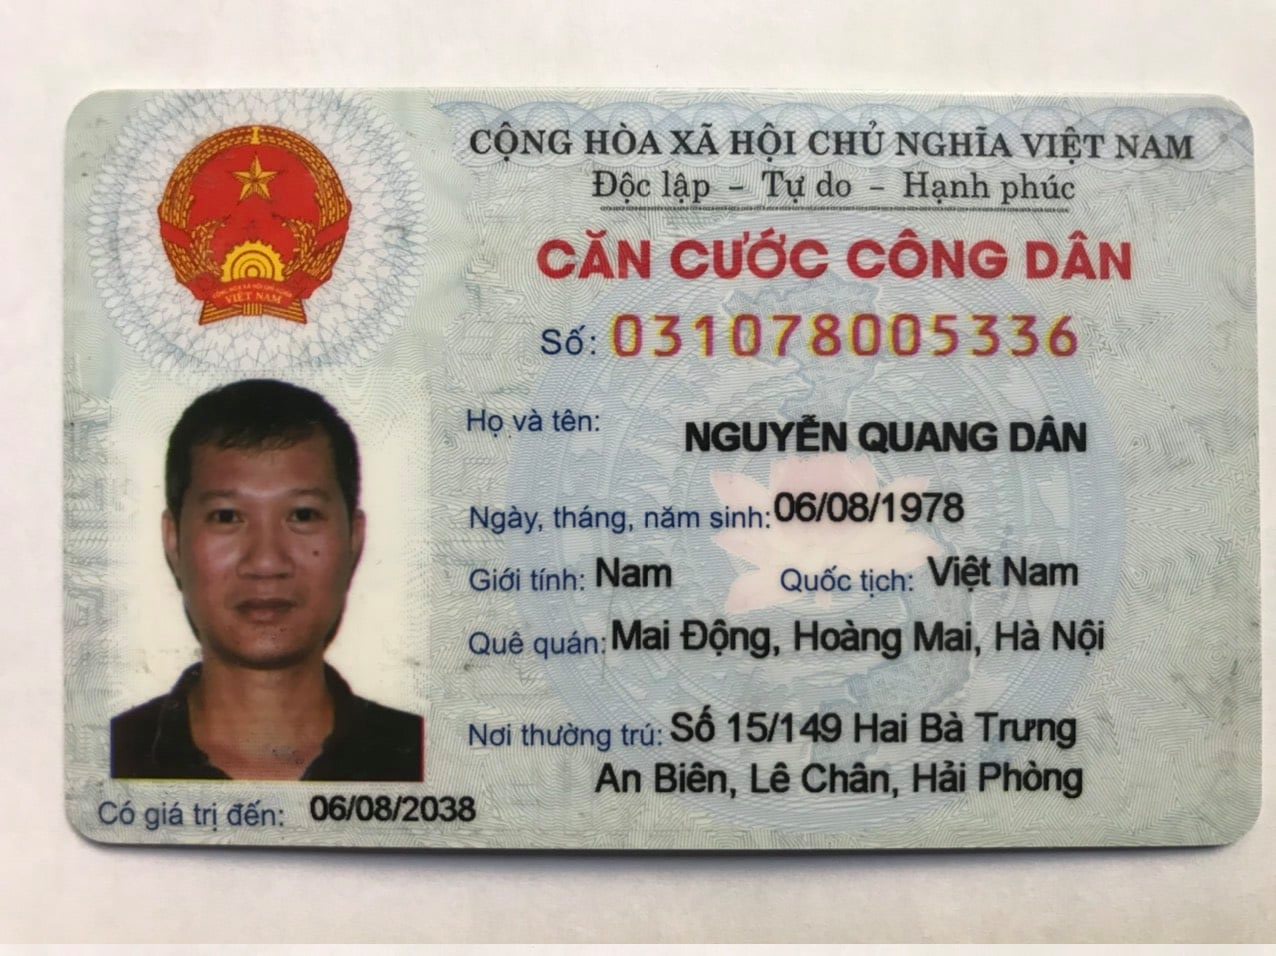 CỘNG HÒA XÃ HỘI CHỦ NGHĨA VIỆT NAM
Độc lập - Tự do - Hạnh phúc
CĂN CƯỚC CÔNG DÂN
Số: 031078005336
Họ và tên: NGUYỄN QUANG DÂN
Ngày, tháng, năm sinh: 06/08/1978
Giới tính: Nam Quốc tịch: Việt Nam
Quê quán: Mai Động, Hoàng Mai, Hà Nội
Nơi thường trú: Số 15/149 Hai Bà Trưng
An Biên, Lê Chân, Hải Phòng
Có giá trị đến: 06/08/2038
CỘNG HÒA XÃ HỘI CHỦ NGHĨA
VIỆT NAM